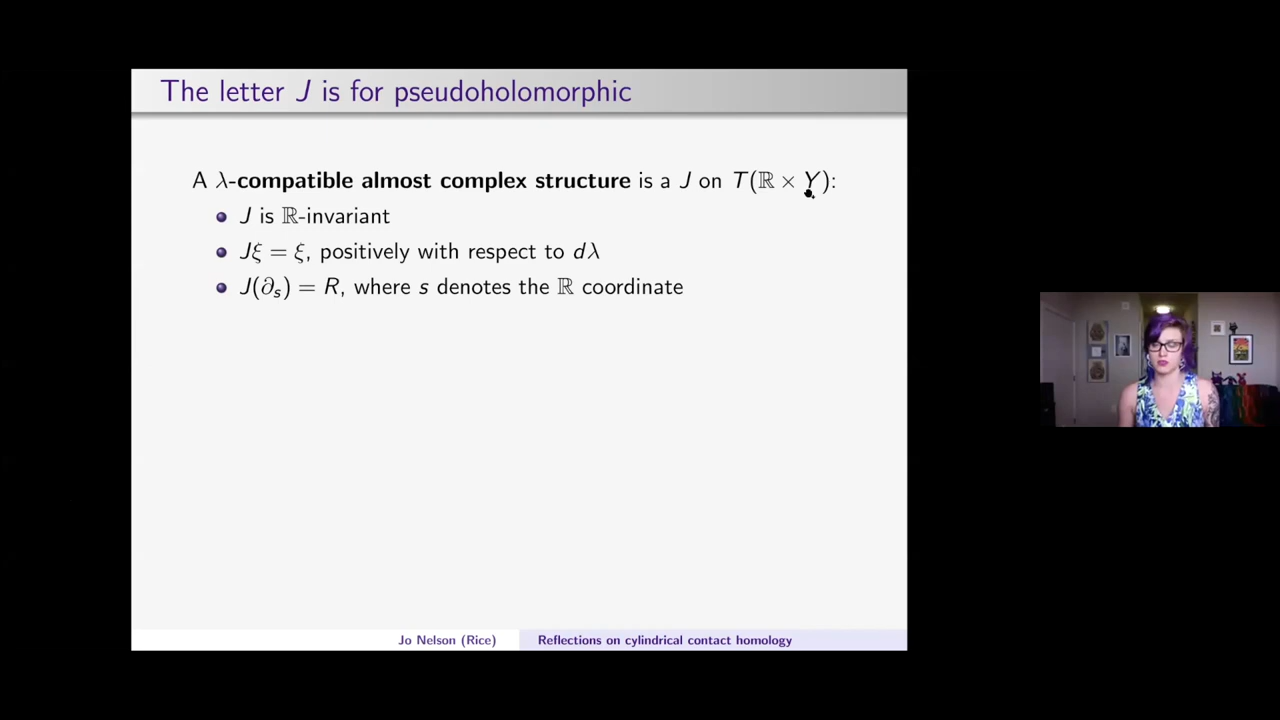 The letter J is for pseudoholomorphic
A λ-compatible almost complex structure is a J on T(ℝ × Y):
J is ℝ-invariant
Jξ = ξ, positively with respect to dλ
J(∂ₛ) = R, where s denotes the ℝ coordinate
Jo Nelson (Rice) Reflections on cylindrical contact homology